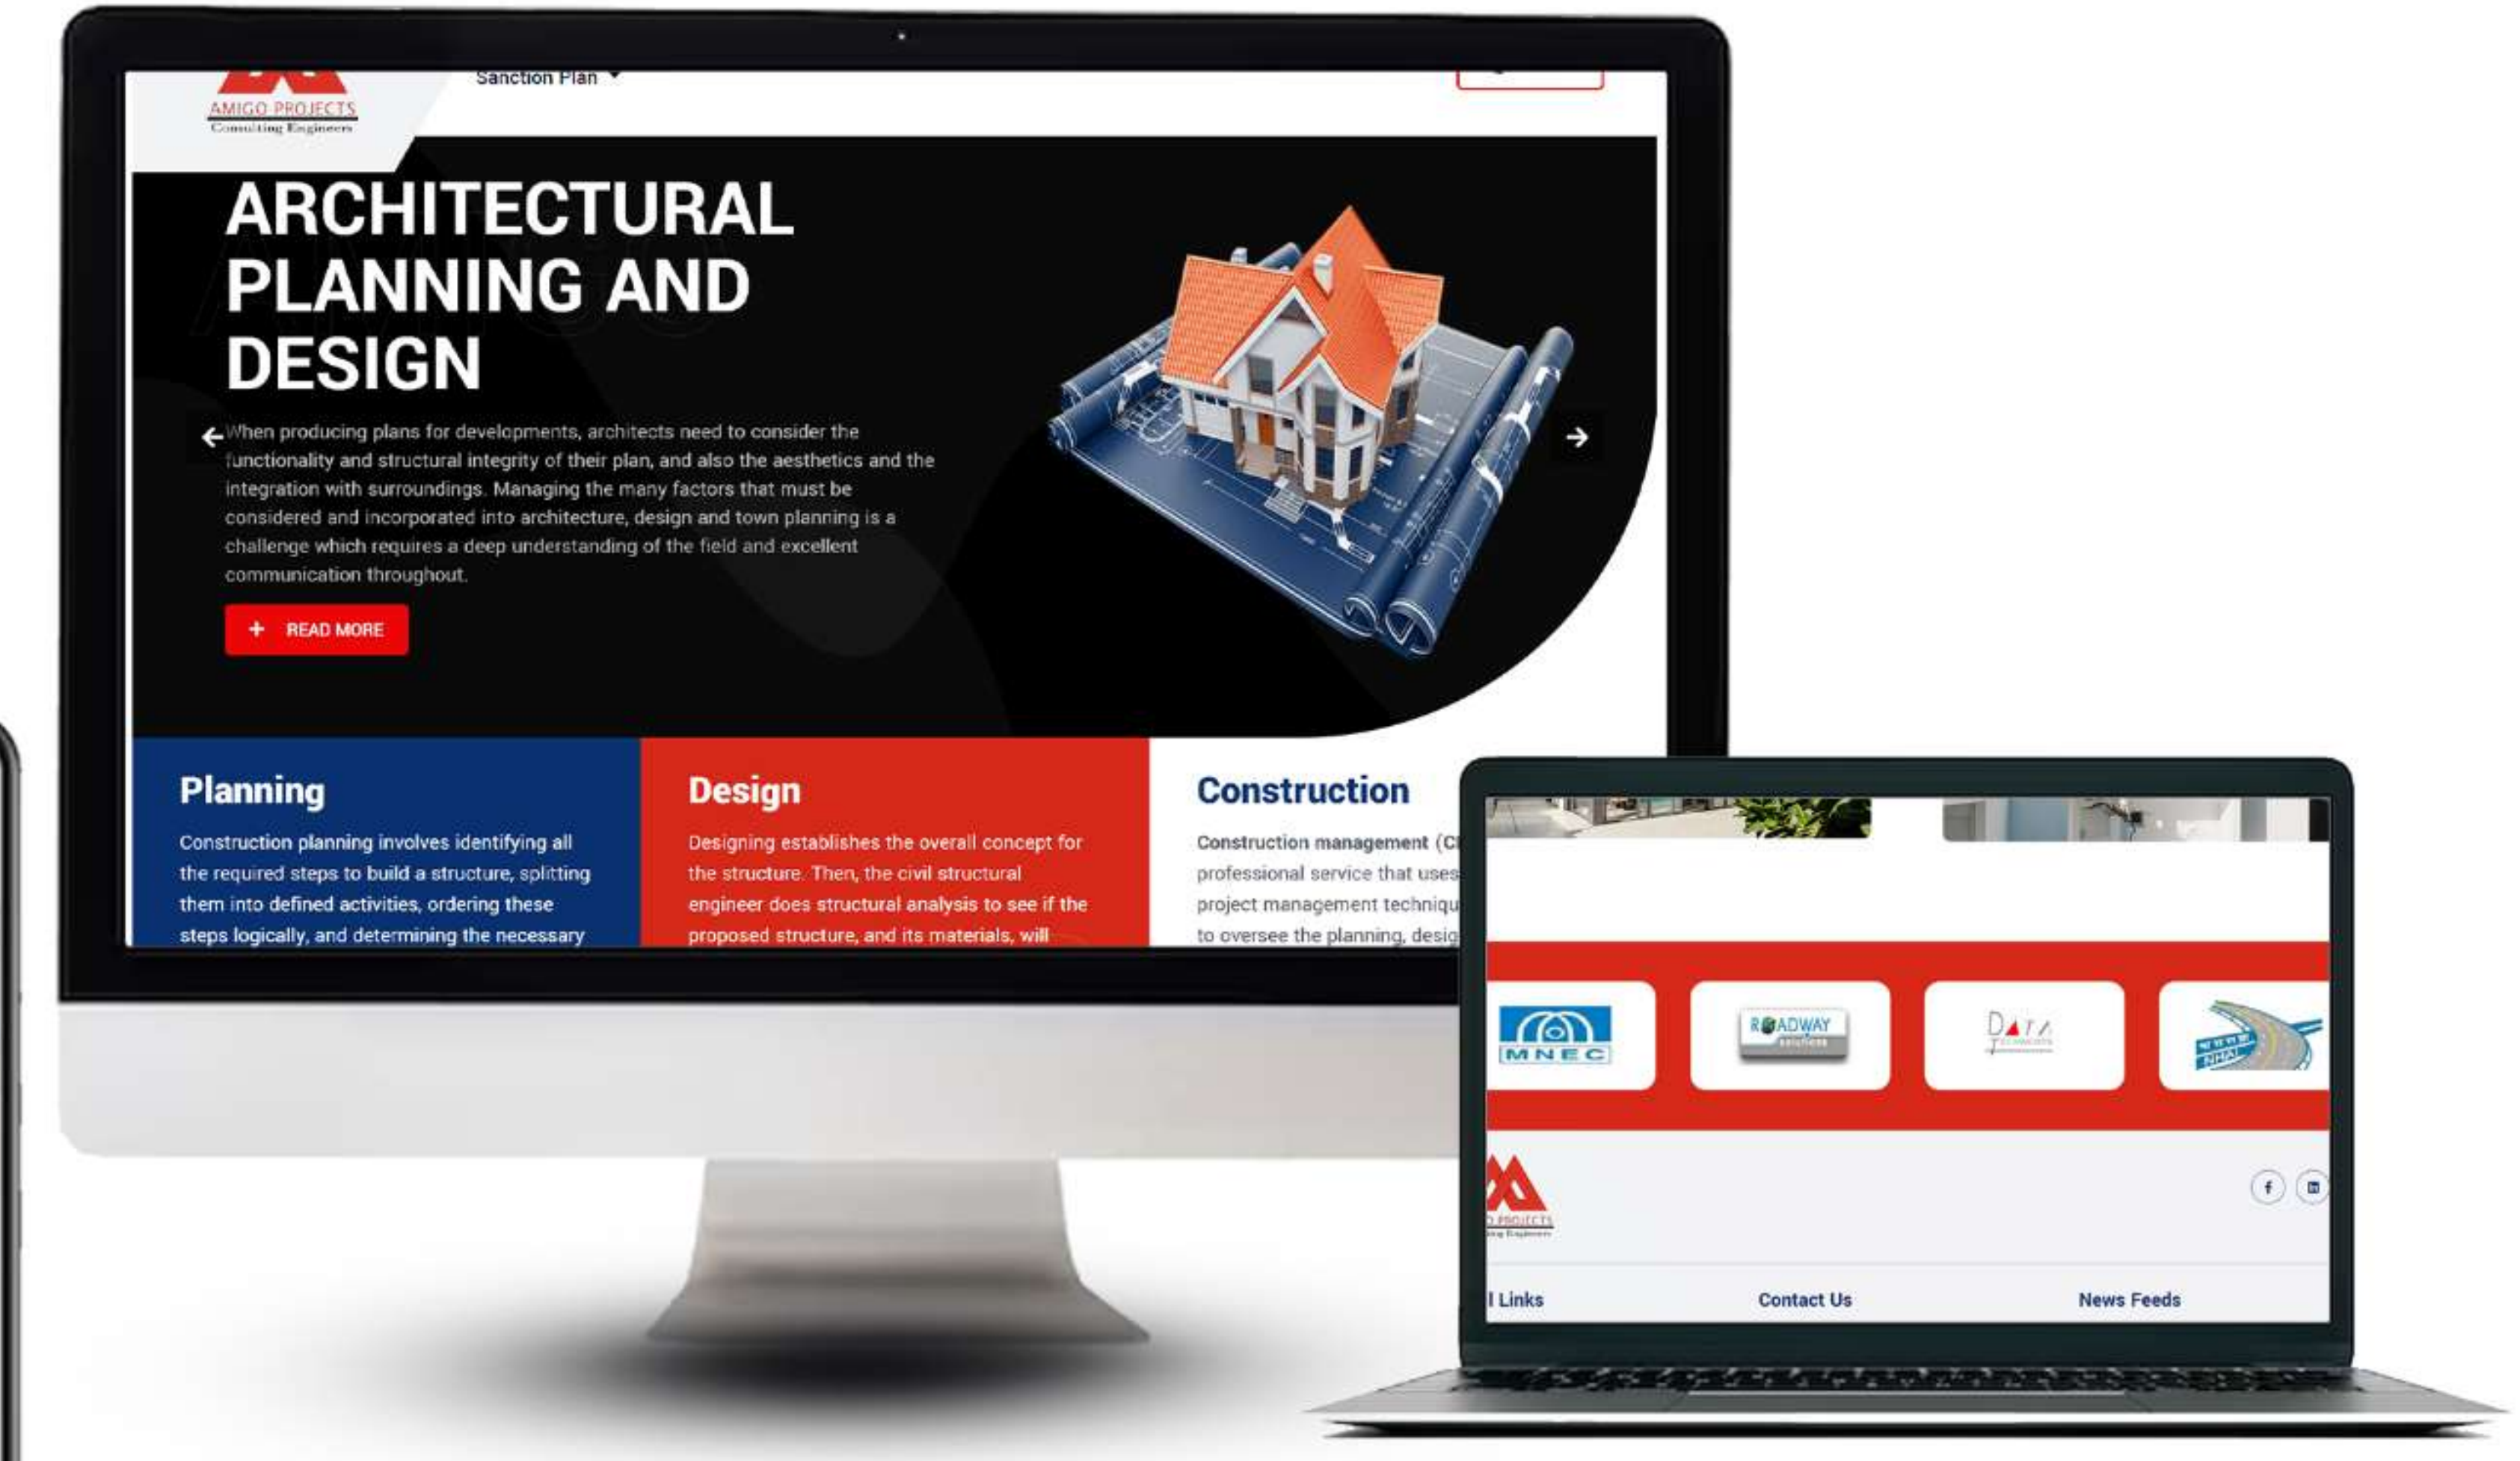 Sanction Plan
AMIGO PROJECTS
Consulting Engineers
ARCHITECTURAL
PLANNING AND
DESIGN
When producing plans for developments, architects need to consider the
functionality and structural integrity of their plan, and also the aesthetics and the
integration with surroundings. Managing the many factors that must be
considered and incorporated into architecture, design and town planning is a
challenge which requires a deep understanding of the field and excellent
communication throughout.
+ READ MORE
Planning
Construction planning involves identifying all
the required steps to build a structure, splitting
them into defined activities, ordering these
steps logically, and determining the necessary
Design
Designing establishes the overall concept for
the structure. Then, the civil structural
engineer does structural analysis to see if the
proposed structure, and its materials, will
Construction
Construction management (C
professional service that uses
project management techniqu
to oversee the planning, desig
MNEC
ROADWAY
solutions
DATA
NHAI
O PROJECTS
ing Engineers
l Links
Contact Us
News Feeds